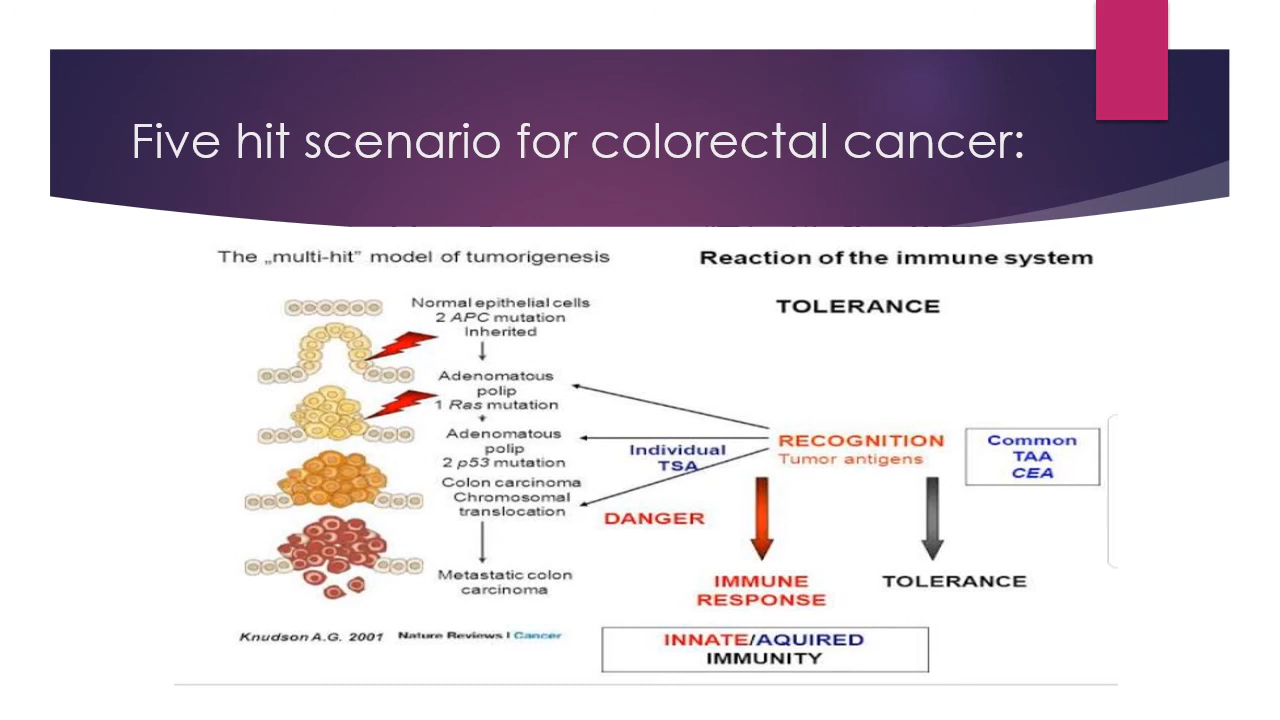 Five hit scenario for colorectal cancer:
The „multi-hit” model of tumorigenesis
Normal epithelial cells
2 APC mutation
Inherited
Adenomatous
polip
1 Ras mutation
Adenomatous
polip
2 p53 mutation
Colon carcinoma
Chromosomal
translocation
Metastatic colon
carcinoma
Knudson A.G. 2001 Nature Reviews | Cancer
Reaction of the immune system
TOLERANCE
RECOGNITION
Tumor antigens
Individual
TSA
Common
TAA
CEA
DANGER
IMMUNE
RESPONSE
TOLERANCE
INNATE/AQUIRED
IMMUNITY